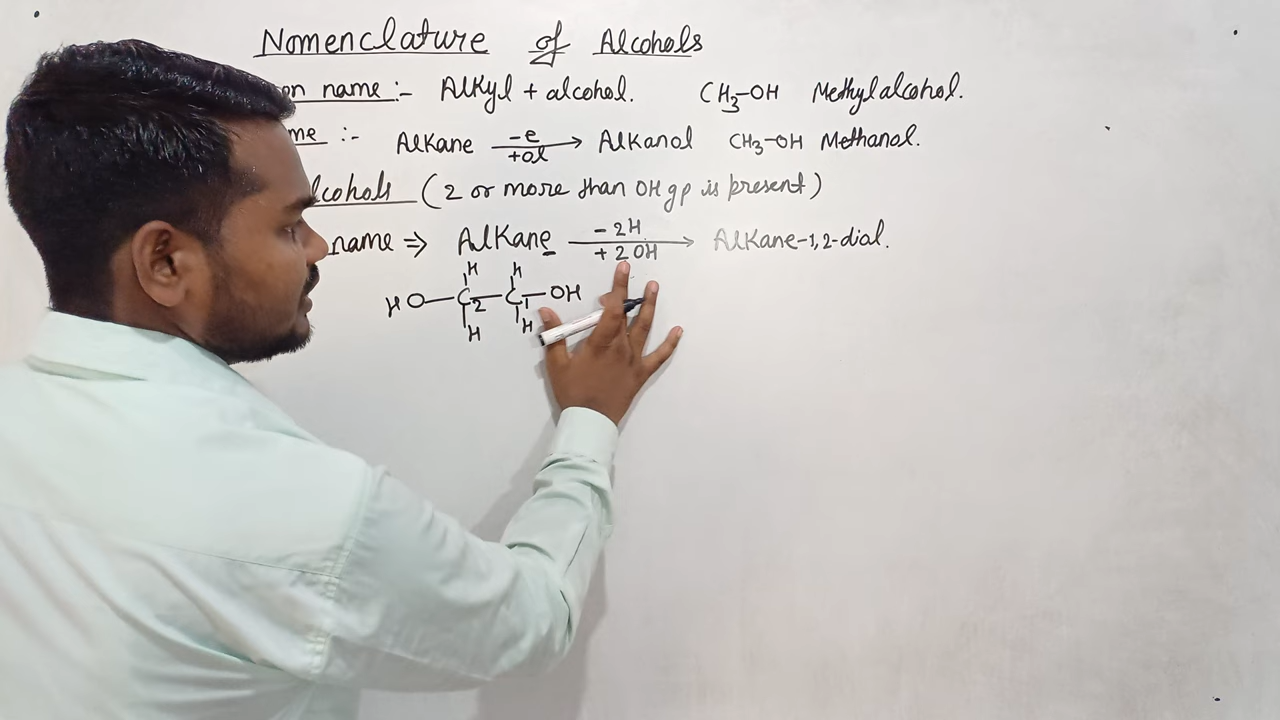 Nomenclature of Alcohols
on name :- Alkyl + alcohol. CH3-OH Methylalcohol.
me :- Alkane -e +ol → Alkanol CH3-OH Methanol.
lcohols (2 or more than OH gp is present)
name ⇒ Alkane -2H +2OH → Alkane-1,2-dial.
H H
HO-C2-C1-OH
H H